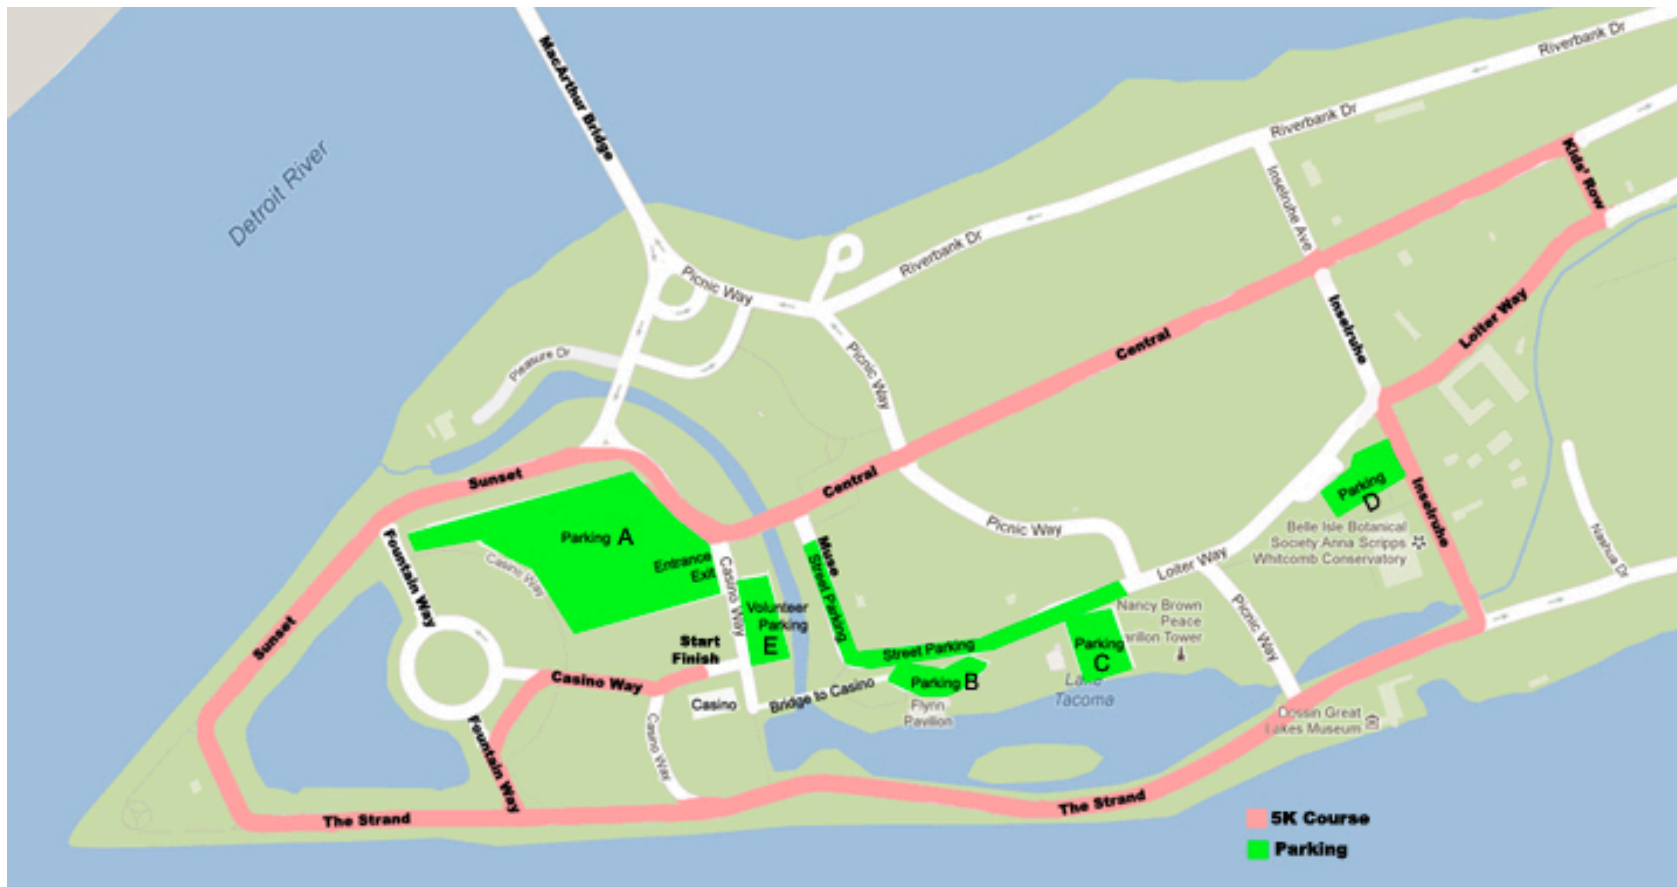 MacArthur Bridge
Detroit River
Riverbank Dr
Riverbank Dr
Kids' Row
Inselruhe Ave
Riverbank Dr
Picnic Way
Inselruhe
Loiter Way
Central
Pleasure Dr
Picnic Way
Sunset
Central
Parking A
Parking
D
Inselruhe
Fountain Way
Casino Way
Entrance
Exit
Casino Way
Muse
Street Parking
Picnic Way
Loiter Way
Belle Isle Botanical
Society Anna Scripps
Whitcomb Conservatory
Nashua Dr
Volunteer
Parking
E
Sunset
Start
Finish
Street Parking
Nancy Brown
Peace
arillon Tower
Parking
C
Picnic Way
Casino Way
Casino
Bridge to Casino
Parking B
Flynn
Pavilion
Lake
Tacoma
Dossin Great
Lakes Museum
Fountain Way
Casino Way
The Strand
The Strand
5K Course
Parking